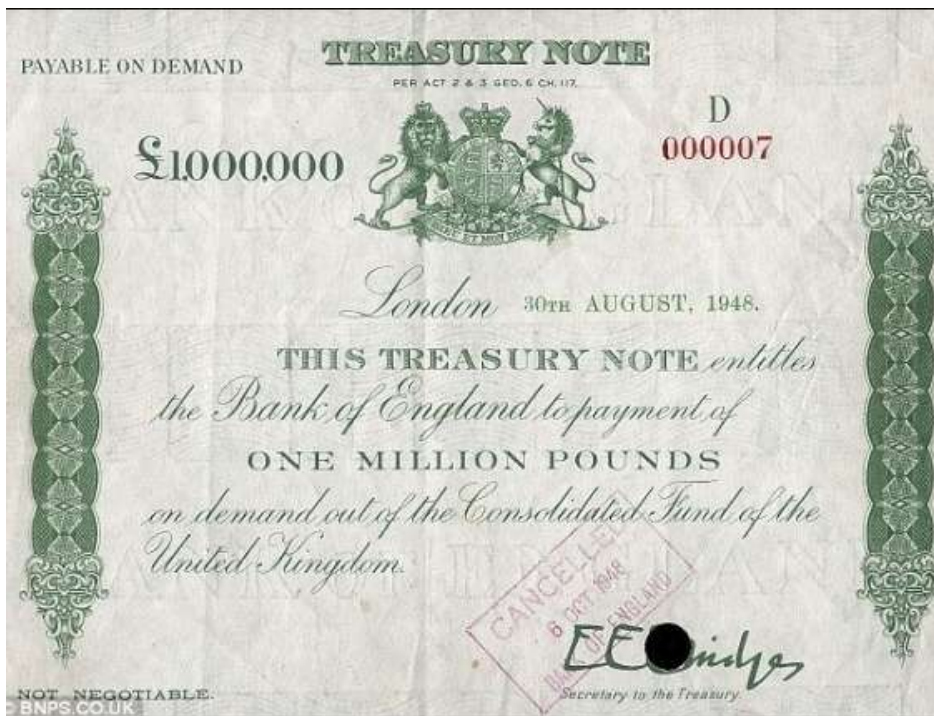 TREASURY NOTE
PAYABLE ON DEMAND
PER ACT 2 & 3 GEO. 6 CH. 117.
D
£1,000,000
000007
London 30TH AUGUST, 1948.
THIS TREASURY NOTE entitles
the Bank of England to payment of
ONE MILLION POUNDS
on demand out of the Consolidated Fund of the
United Kingdom.
CANCELLED
6 OCT 1948
OF ENGLAND
Secretary to the Treasury.
NOT NEGOTIABLE.
© BNPS.CO.UK